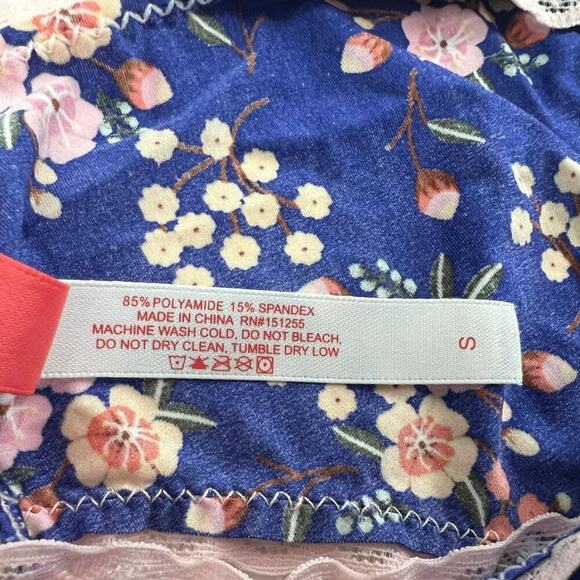 85% POLYAMIDE 15% SPANDEX
MADE IN CHINA RN#151255
MACHINE WASH COLD, DO NOT BLEACH,
DO NOT DRY CLEAN, TUMBLE DRY LOW
S